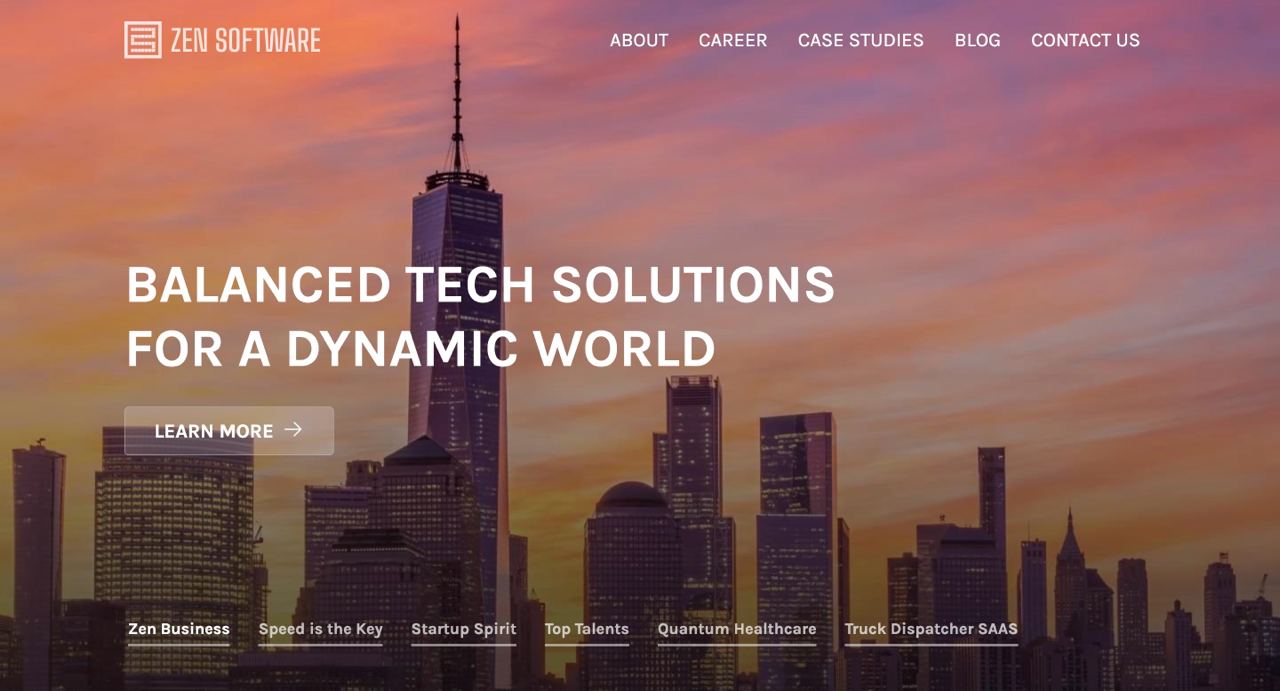 ZEN SOFTWARE
ABOUT CAREER CASE STUDIES BLOG CONTACT US
BALANCED TECH SOLUTIONS
FOR A DYNAMIC WORLD
LEARN MORE
Zen Business Speed is the Key Startup Spirit Top Talents Quantum Healthcare Truck Dispatcher SAAS